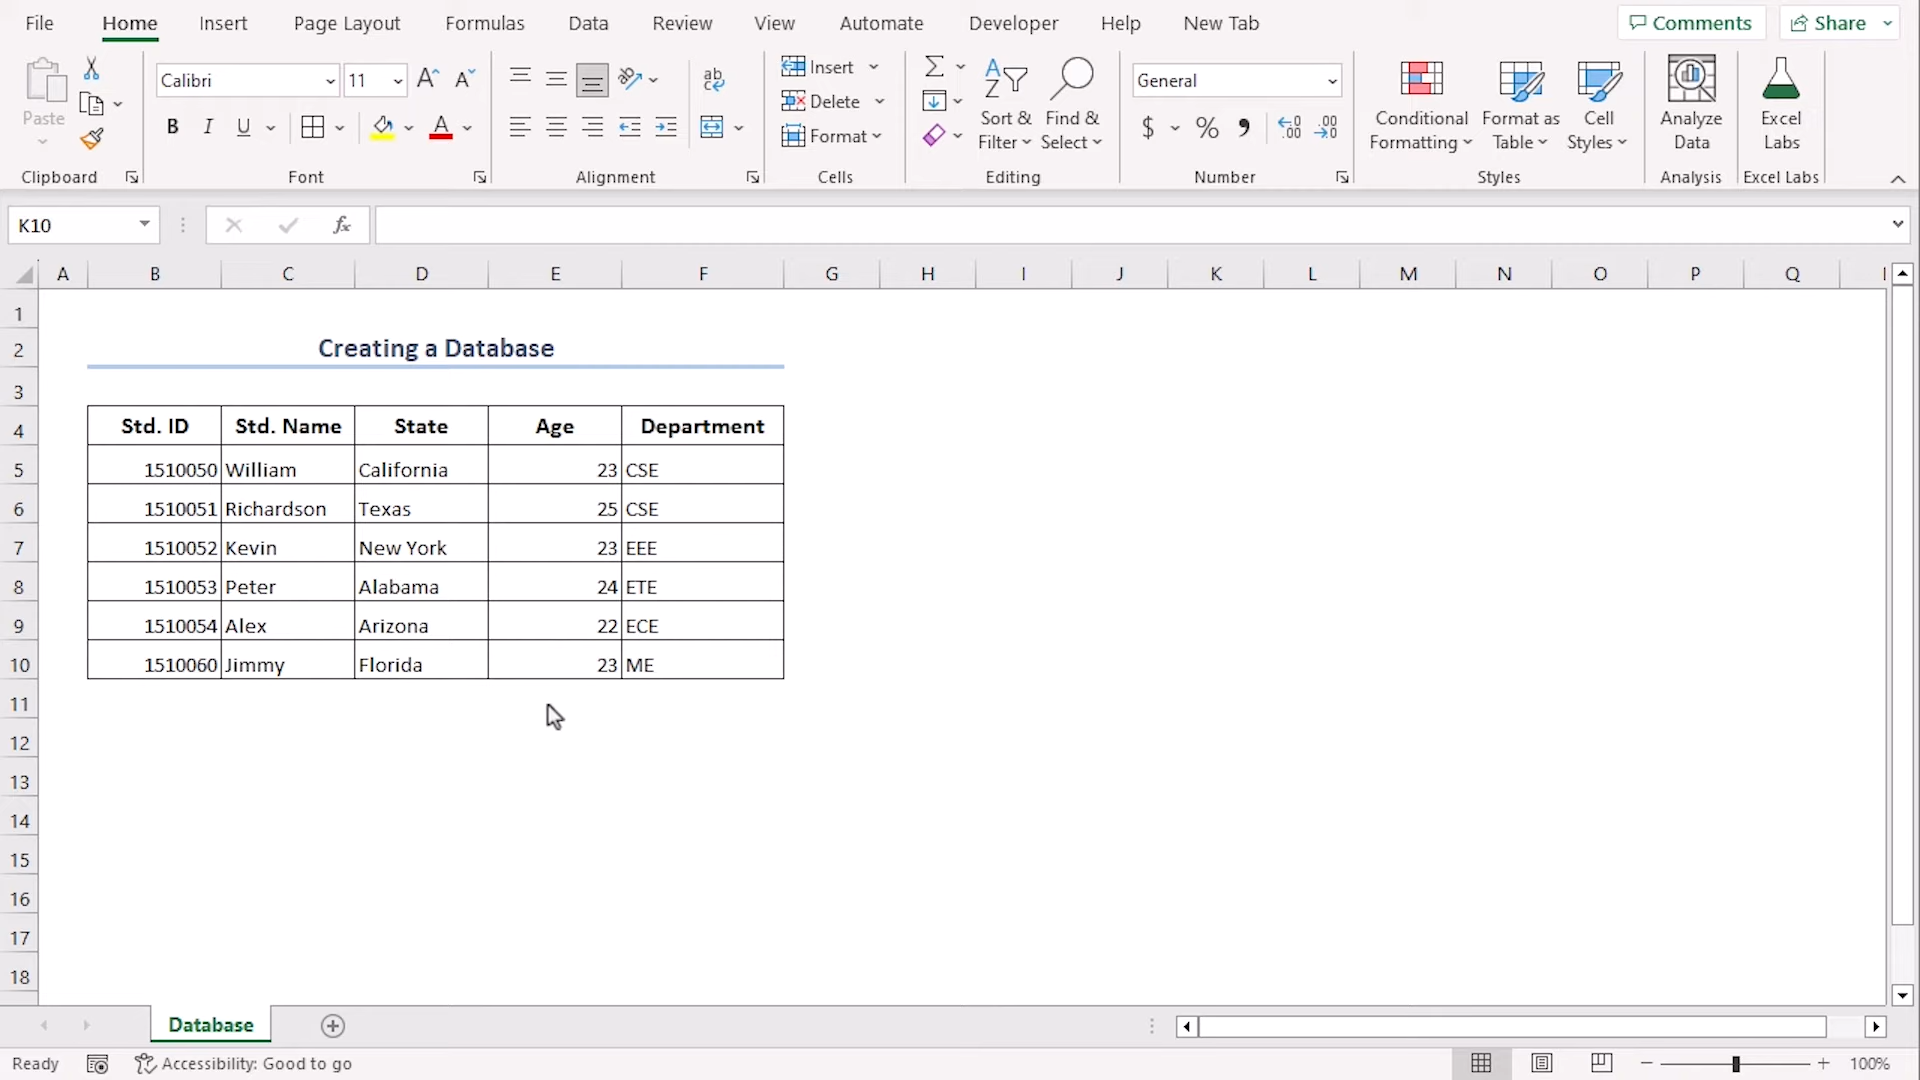 File Home Insert Page Layout Formulas Data Review View Automate Developer Help New Tab Comments Share
Paste
Clipboard
Calibri 11
B I U A
Font
ab
Alignment
Insert
Delete
Format
Cells
Sort & Filter
Find & Select
Editing
General
$ % 9 .00 .00
Number
Conditional Formatting
Format as Table
Cell Styles
Styles
Analyze Data
Analysis
Excel Labs
Excel Labs
K10 fx
A B C D E F G H I J K L M N O P Q
1
2 Creating a Database
3
4 Std. ID Std. Name State Age Department
5 1510050 William California 23 CSE
6 1510051 Richardson Texas 25 CSE
7 1510052 Kevin New York 23 EEE
8 1510053 Peter Alabama 24 ETE
9 1510054 Alex Arizona 22 ECE
10 1510060 Jimmy Florida 23 ME
11
12
13
14
15
16
17
18
Database
Ready Accessibility: Good to go 100%